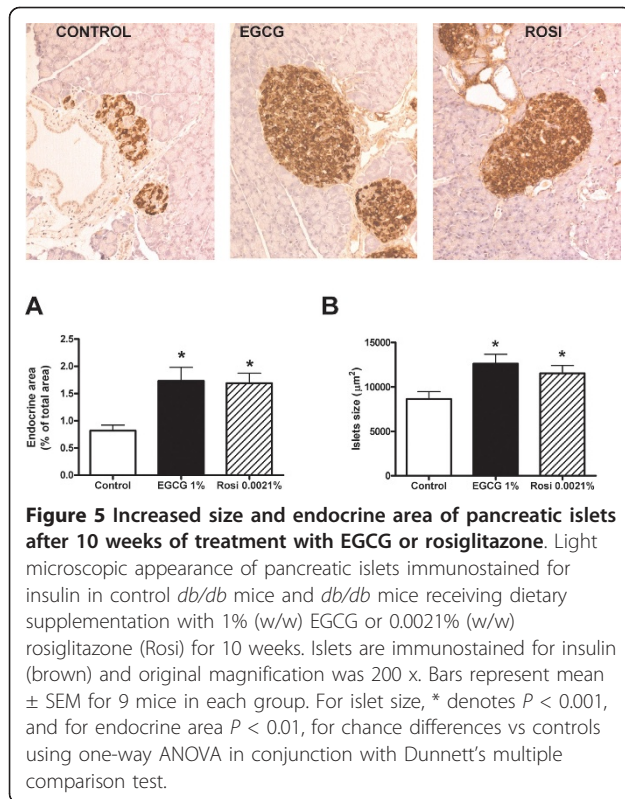 CONTROL EGCG ROSI
A
2.5
2.0
1.5
1.0
0.5
0.0
Endocrine area
(% of total area)
*
*
Control EGCG 1% Rosi 0.0021%
B
15000
10000
5000
0
Islets size (μm²)
*
*
Control EGCG 1% Rosi 0.0021%
Figure 5 Increased size and endocrine area of pancreatic islets
after 10 weeks of treatment with EGCG or rosiglitazone. Light
microscopic appearance of pancreatic islets immunostained for
insulin in control db/db mice and db/db mice receiving dietary
supplementation with 1% (w/w) EGCG or 0.0021% (w/w)
rosiglitazone (Rosi) for 10 weeks. Islets are immunostained for insulin
(brown) and original magnification was 200 x. Bars represent mean
± SEM for 9 mice in each group. For islet size, * denotes P < 0.001,
and for endocrine area P < 0.01, for chance differences vs controls
using one-way ANOVA in conjunction with Dunnett's multiple
comparison test.